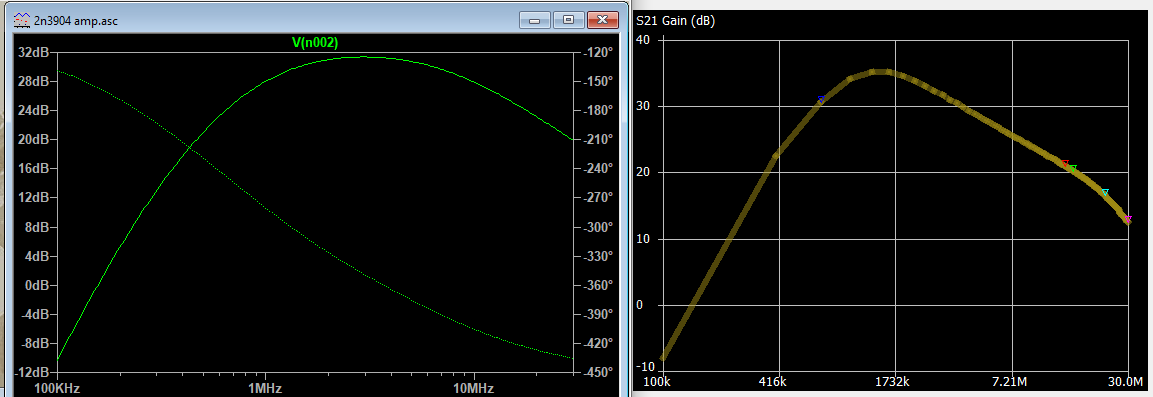 2n3904 amp.asc
V(n002)
32dB
28dB
24dB
20dB
16dB
12dB
8dB
4dB
0dB
-4dB
-8dB
-12dB
-120°
-150°
-180°
-210°
-240°
-270°
-300°
-330°
-360°
-390°
-420°
-450°
100KHz 1MHz 10MHz
S21 Gain (dB)
40
30
20
10
0
-10
100k 416k 1732k 7.21M 30.0M